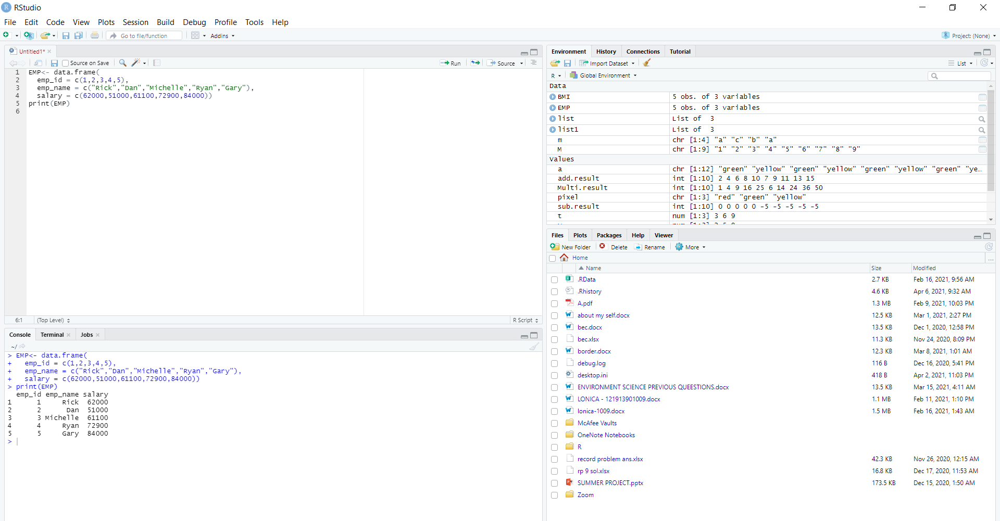 RStudio
File Edit Code View Plots Session Build Debug Profile Tools Help
Go to file/function Addins Project: (None)
Untitled1*
Source on Save Run Source
1 EMP<- data.frame(
2   emp_id = c(1,2,3,4,5),
3   emp_name = c("Rick","Dan","Michelle","Ryan","Gary"),
4   salary = c(62000,51000,61100,72900,84000))
5 print(EMP)
6
6:1 (Top Level) R Script
Console Terminal Jobs
~/
> EMP<- data.frame(
+   emp_id = c(1,2,3,4,5),
+   emp_name = c("Rick","Dan","Michelle","Ryan","Gary"),
+   salary = c(62000,51000,61100,72900,84000))
> print(EMP)
  emp_id emp_name salary
1      1     Rick  62000
2      2      Dan  51000
3      3 Michelle  61100
4      4     Ryan  72900
5      5     Gary  84000
>
Environment History Connections Tutorial
Import Dataset List
R Global Environment
Data
BMI 5 obs. of 3 variables
EMP 5 obs. of 3 variables
list List of 3
list1 List of 3
m chr [1:4] "a" "c" "b" "a"
M chr [1:9] "1" "2" "3" "4" "5" "6" "7" "8" "9"
Values
a chr [1:12] "green" "yellow" "green" "yellow" "green" "yellow" "green" "ye…
add.result int [1:10] 2 4 6 8 10 7 9 11 13 15
Multi.result int [1:10] 1 4 9 16 25 6 14 24 36 50
pixel chr [1:3] "red" "green" "yellow"
sub.result int [1:10] 0 0 0 0 0 -5 -5 -5 -5 -5
t num [1:3] 3 6 9
Files Plots Packages Help Viewer
New Folder Delete Rename More
Home ...
Name Size Modified
.RData 2.7 KB Feb 16, 2021, 9:56 AM
.Rhistory 4.6 KB Apr 6, 2021, 9:32 AM
A.pdf 1.3 MB Feb 9, 2021, 10:03 PM
about my self.docx 12.5 KB Mar 1, 2021, 2:27 PM
bec.docx 13.5 KB Dec 1, 2020, 12:58 PM
bec.xlsx 11.3 KB Nov 24, 2020, 8:09 PM
border.docx 12.3 KB Mar 8, 2021, 1:01 AM
debug.log 116 B Dec 16, 2020, 5:41 PM
desktop.ini 418 B Apr 2, 2021, 11:03 PM
ENVIRONMENT SCIENCE PREVIOUS QUEESTIONS.docx 13.5 KB Mar 15, 2021, 4:11 AM
LONICA - 121913901009.docx 1.1 MB Feb 11, 2021, 1:10 PM
lonica-1009.docx 1.5 MB Feb 16, 2021, 1:43 AM
McAfee Vaults
OneNote Notebooks
R
record problem ans.xlsx 42.3 KB Nov 26, 2020, 12:15 AM
rp 9 sol.xlsx 16.8 KB Dec 17, 2020, 11:53 AM
SUMMER PROJECT.pptx 173.5 KB Dec 15, 2020, 1:50 AM
Zoom